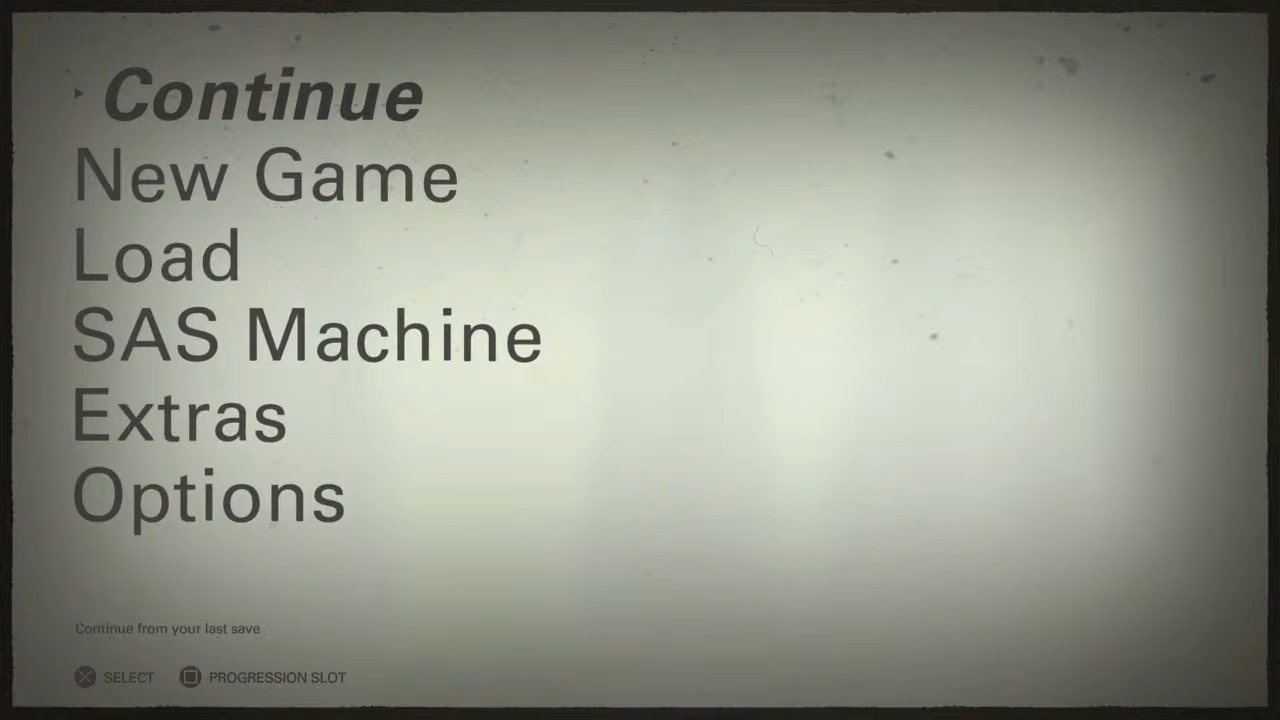 Continue
New Game
Load
SAS Machine
Extras
Options
Continue from your last save
SELECT PROGRESSION SLOT